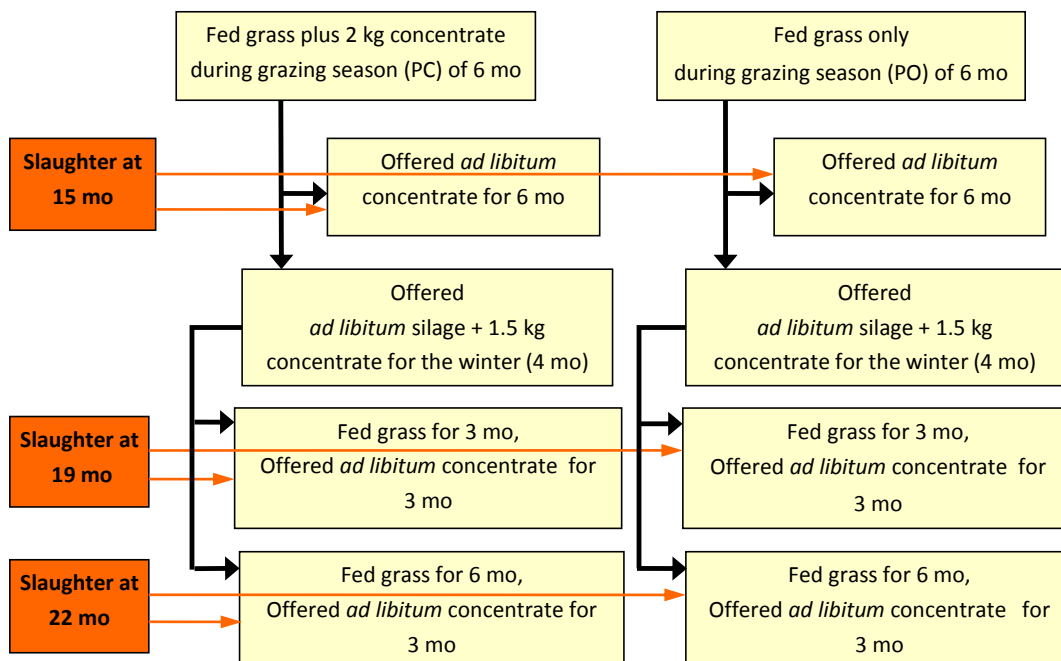 Fed grass plus 2 kg concentrate
during grazing season (PC) of 6 mo
Fed grass only
during grazing season (PO) of 6 mo
Slaughter at
15 mo
Offered ad libitum
concentrate for 6 mo
Offered ad libitum
concentrate for 6 mo
Offered
ad libitum silage + 1.5 kg
concentrate for the winter (4 mo)
Offered
ad libitum silage + 1.5 kg
concentrate for the winter (4 mo)
Slaughter at
19 mo
Fed grass for 3 mo,
Offered ad libitum concentrate for
3 mo
Fed grass for 3 mo,
Offered ad libitum concentrate for
3 mo
Slaughter at
22 mo
Fed grass for 6 mo,
Offered ad libitum concentrate for
3 mo
Fed grass for 6 mo,
Offered ad libitum concentrate for
3 mo